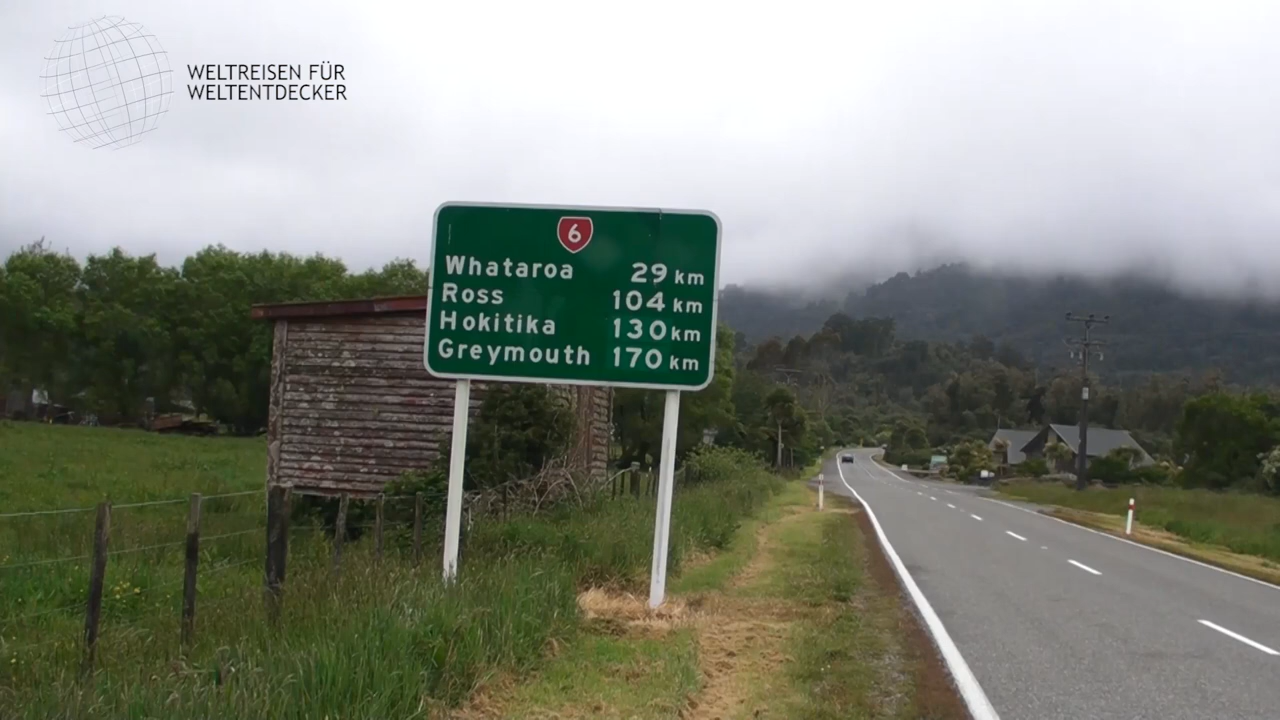 WELTREISEN FÜR
WELTENTDECKER
6
Whataroa 29 km
Ross 104 km
Hokitika 130 km
Greymouth 170 km